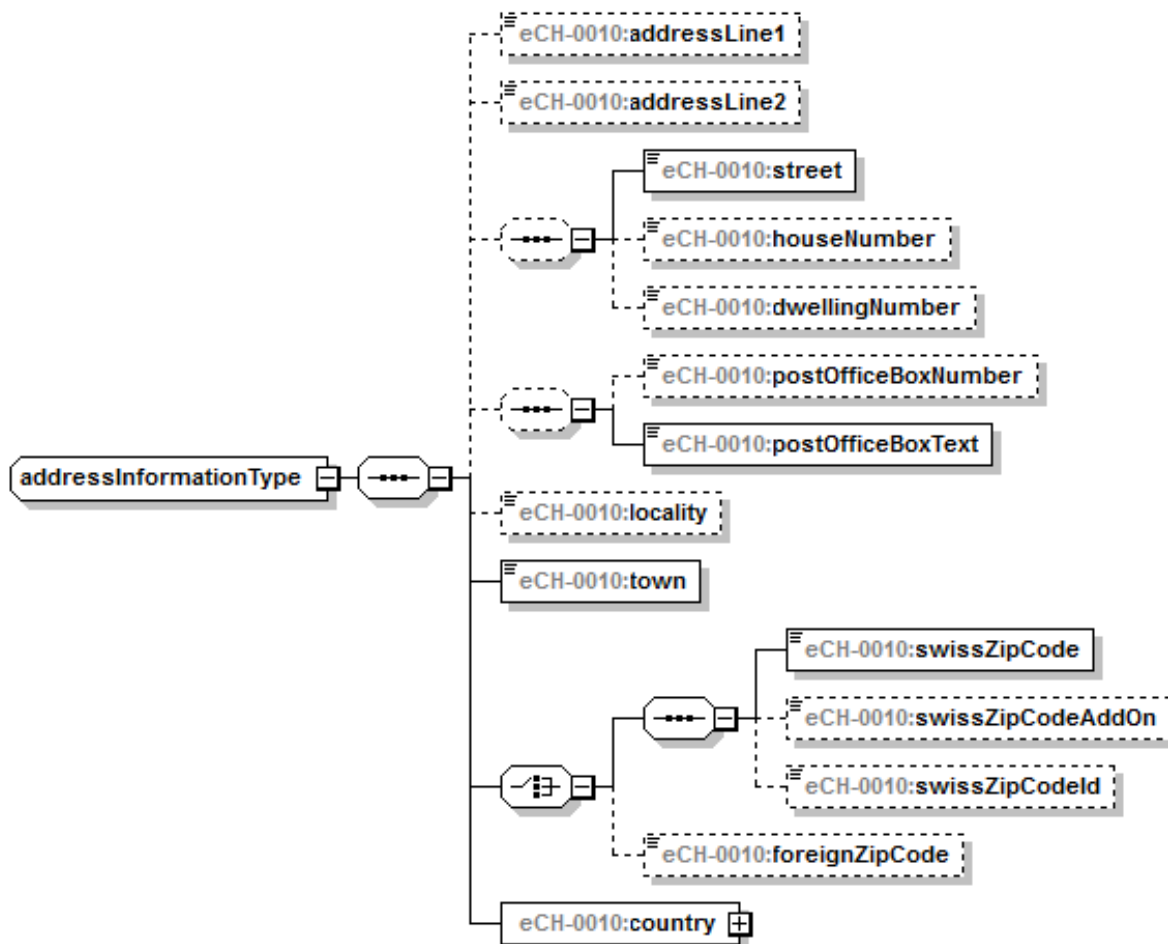 eCH-0010:addressLine1
eCH-0010:addressLine2
eCH-0010:street
eCH-0010:houseNumber
eCH-0010:dwellingNumber
eCH-0010:postOfficeBoxNumber
eCH-0010:postOfficeBoxText
addressInformationType
eCH-0010:locality
eCH-0010:town
eCH-0010:swissZipCode
eCH-0010:swissZipCodeAddOn
eCH-0010:swissZipCodeId
eCH-0010:foreignZipCode
eCH-0010:country